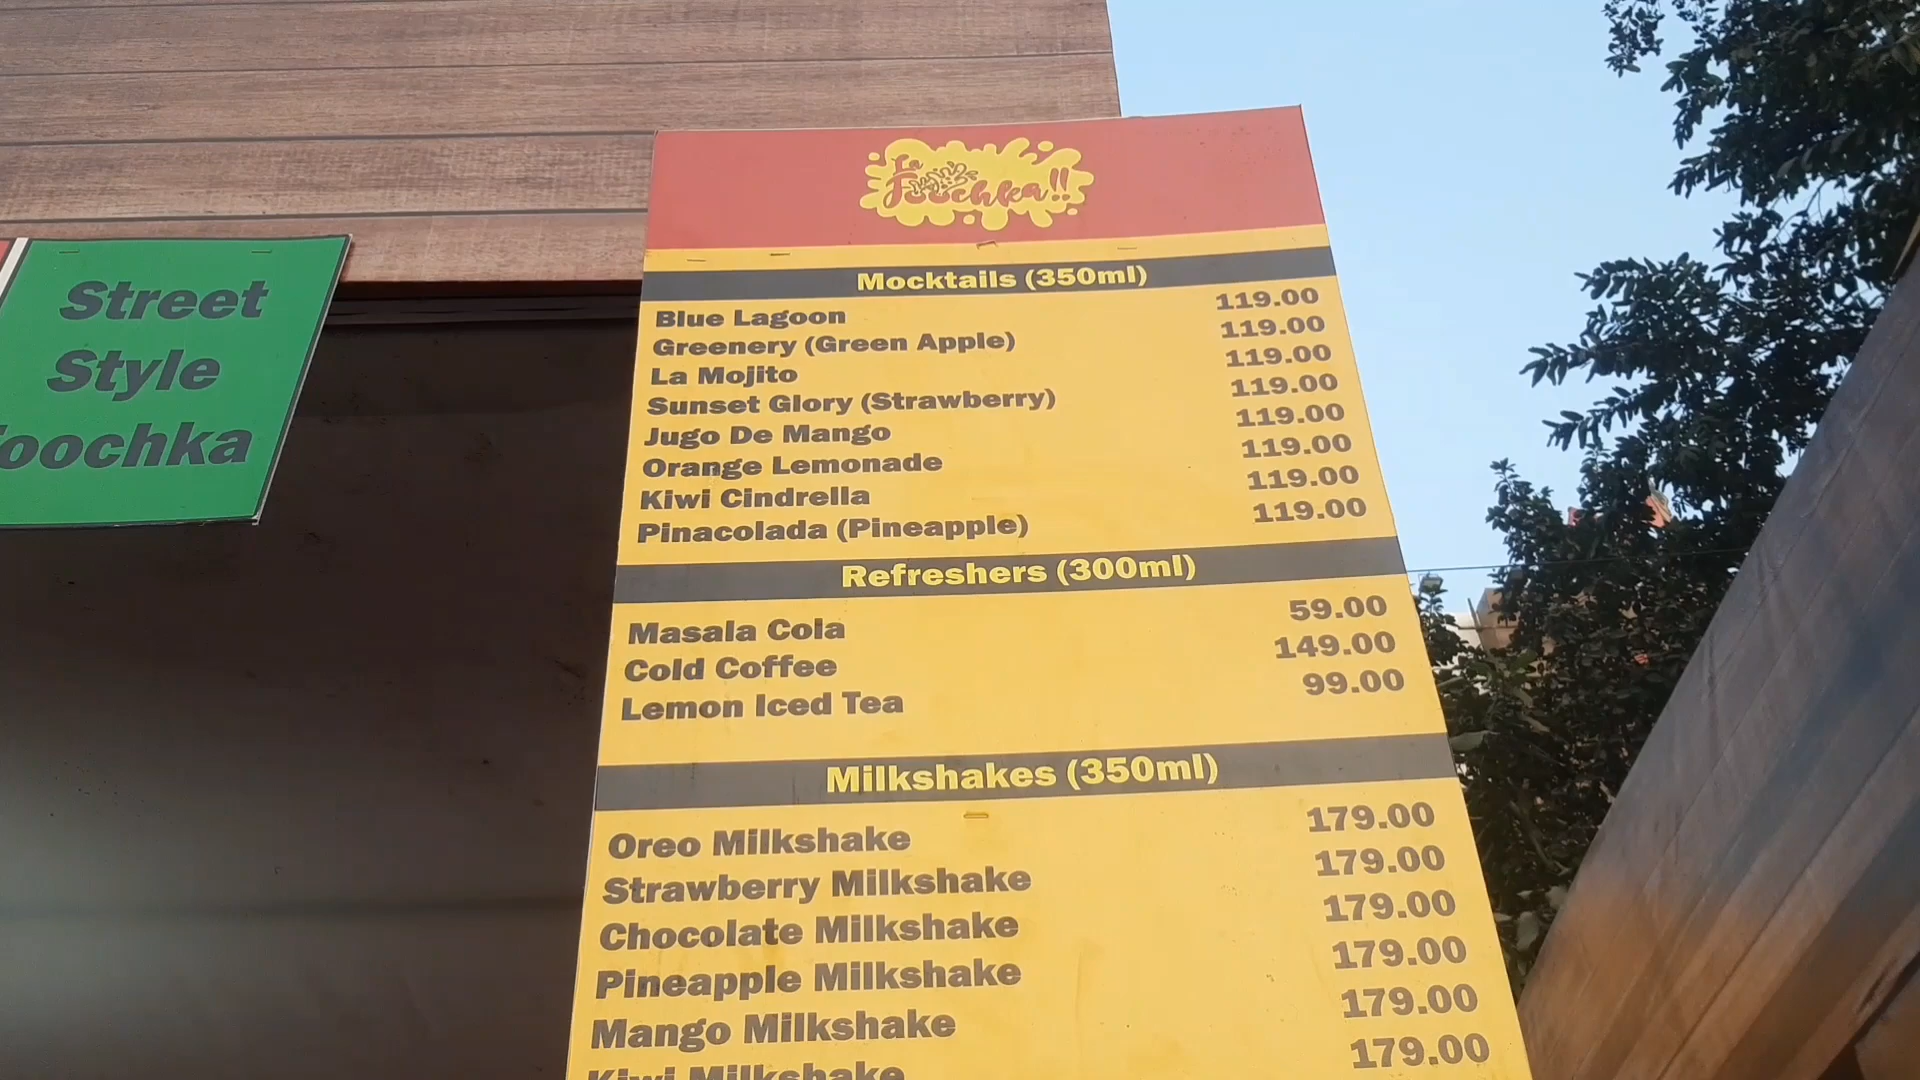 Street
Style
Foochka
La
Foochka!!
Mocktails (350ml)
Blue Lagoon 119.00
Greenery (Green Apple) 119.00
La Mojito 119.00
Sunset Glory (Strawberry) 119.00
Jugo De Mango 119.00
Orange Lemonade 119.00
Kiwi Cindrella 119.00
Pinacolada (Pineapple) 119.00
Refreshers (300ml)
Masala Cola 59.00
Cold Coffee 149.00
Lemon Iced Tea 99.00
Milkshakes (350ml)
Oreo Milkshake 179.00
Strawberry Milkshake 179.00
Chocolate Milkshake 179.00
Pineapple Milkshake 179.00
Mango Milkshake 179.00
Kiwi Milkshake 179.00